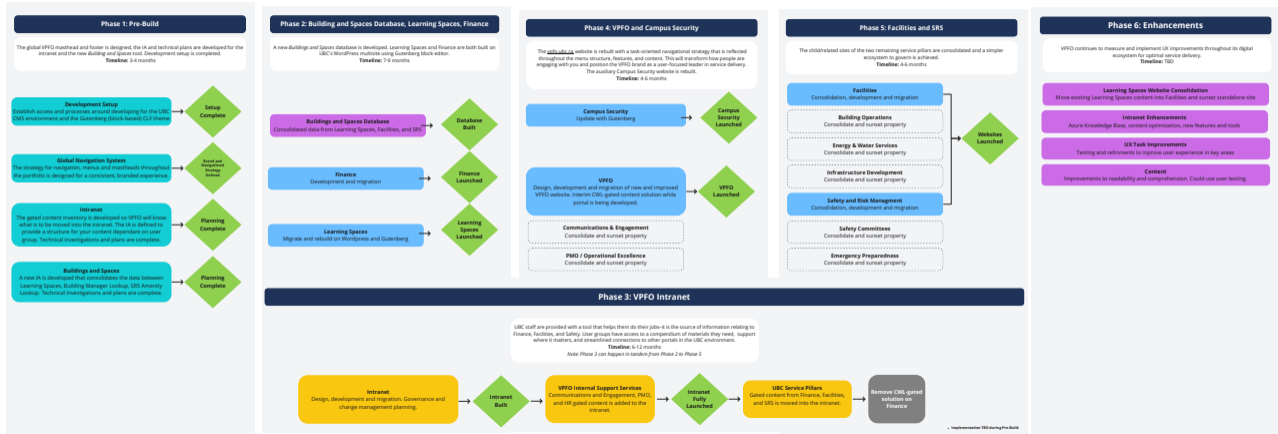 Phase 1: Pre-Build
The global VPFO masthead and footer is designed, the IA and technical plans are developed for the
intranet and the new Building and Spaces tool. Development setup is completed.
Timeline: 3-4 months
Development Setup
Establish access and processes around developing for the UBC
CMS environment and the Gutenberg (block-based) CLF theme
Setup
Complete
Global Navigation System
The strategy for navigation, menus and mastheads throughout
the portfolio is designed for a consistent, branded experience.
Brand and
Navigational
Strategy
Defined
Intranet
The gated content inventory is developed so VPFO will know
what is to be moved into the intranet. The IA is defined to
provide a structure for your content dependant on user
group. Technical investigations and plans are complete.
Planning
Complete
Buildings and Spaces
A new IA is developed that consolidates the data between
Learning Spaces, Building Manager Lookup, SRS Amenity
Lookup. Technical investigations and plans are complete.
Planning
Complete
Phase 2: Building and Spaces Database, Learning Spaces, Finance
A new Buildings and Spaces database is developed. Learning Spaces and Finance are both built on
UBC's WordPress multisite using Gutenberg block editor.
Timeline: 7-9 months
Buildings and Spaces Database
Consolidated data from Learning Spaces, Facilities, and SRS
Database
Built
Finance
Development and migration
Finance
Launched
Learning Spaces
Migrate and rebuild on Wordpress and Gutenberg
Learning
Spaces
Launched
Phase 4: VPFO and Campus Security
The vpfo.ubc.ca website is rebuilt with a task-oriented navigational strategy that is reflected
throughout the menu structure, features, and content. This will transform how people are
engaging with you and position the VPFO brand as a user-focused leader in service delivery.
The auxiliary Campus Security website is rebuilt.
Timeline: 4-6 months
Campus Security
Update with Gutenberg
Campus
Security
Launched
VPFO
Design, development and migration of new and improved
VPFO website. Interim CWL-gated content solution while
portal is being developed.
VPFO
Launched
Communications & Engagement
Consolidate and sunset property
PMO / Operational Excellence
Consolidate and sunset property
Phase 5: Facilities and SRS
The child/related sites of the two remaining service pillars are consolidated and a simpler
ecosystem to govern is achieved.
Timeline: 4-6 months
Facilities
Consolidation, development and migration
Building Operations
Consolidate and sunset property
Energy & Water Services
Consolidate and sunset property
Infrastructure Development
Consolidate and sunset property
Safety and Risk Managment
Consolidation, development and migration
Safety Committees
Consolidate and sunset property
Emergency Preparedness
Consolidate and sunset property
Websites
Launched
Phase 6: Enhancements
VPFO continues to measure and implement UX improvements throughout its digital
ecosystem for optimal service delivery.
Timeline: TBD
Learning Spaces Website Consolidation
Move existing Learning Spaces content into Facilities and sunset standalone site
Intranet Enhancements
Azure Knowledge Base, content optimization, new features and tools
UX Task Improvements
Testing and refinments to inprove user experience in key areas
Content
Improvements to readability and comprehension. Could use user testing.
Phase 3: VPFO Intranet
UBC staff are provided with a tool that helps them do their jobs–it is the source of information relating to
Finance, Facilities, and Safety. User groups have access to a compendium of materials they need, support
where it matters, and streamlined connections to other portals in the UBC environment.
Timeline: 6-12 months
Note: Phase 3 can happen in tandem from Phase 2 to Phase 5
Intranet
Design, development and migration. Governance and
change management planning.
Intranet
Built
VPFO Internal Support Services
Communications and Engagement, PMO,
and HR gated content is added to the
intranet.
Intranet
Fully
Launched
UBC Service Pillars
Gated content from Finance, Facilities,
and SRS is moved into the intranet.
Remove CWL-gated
solution on
Finance
Implementation TBD during Pre Build